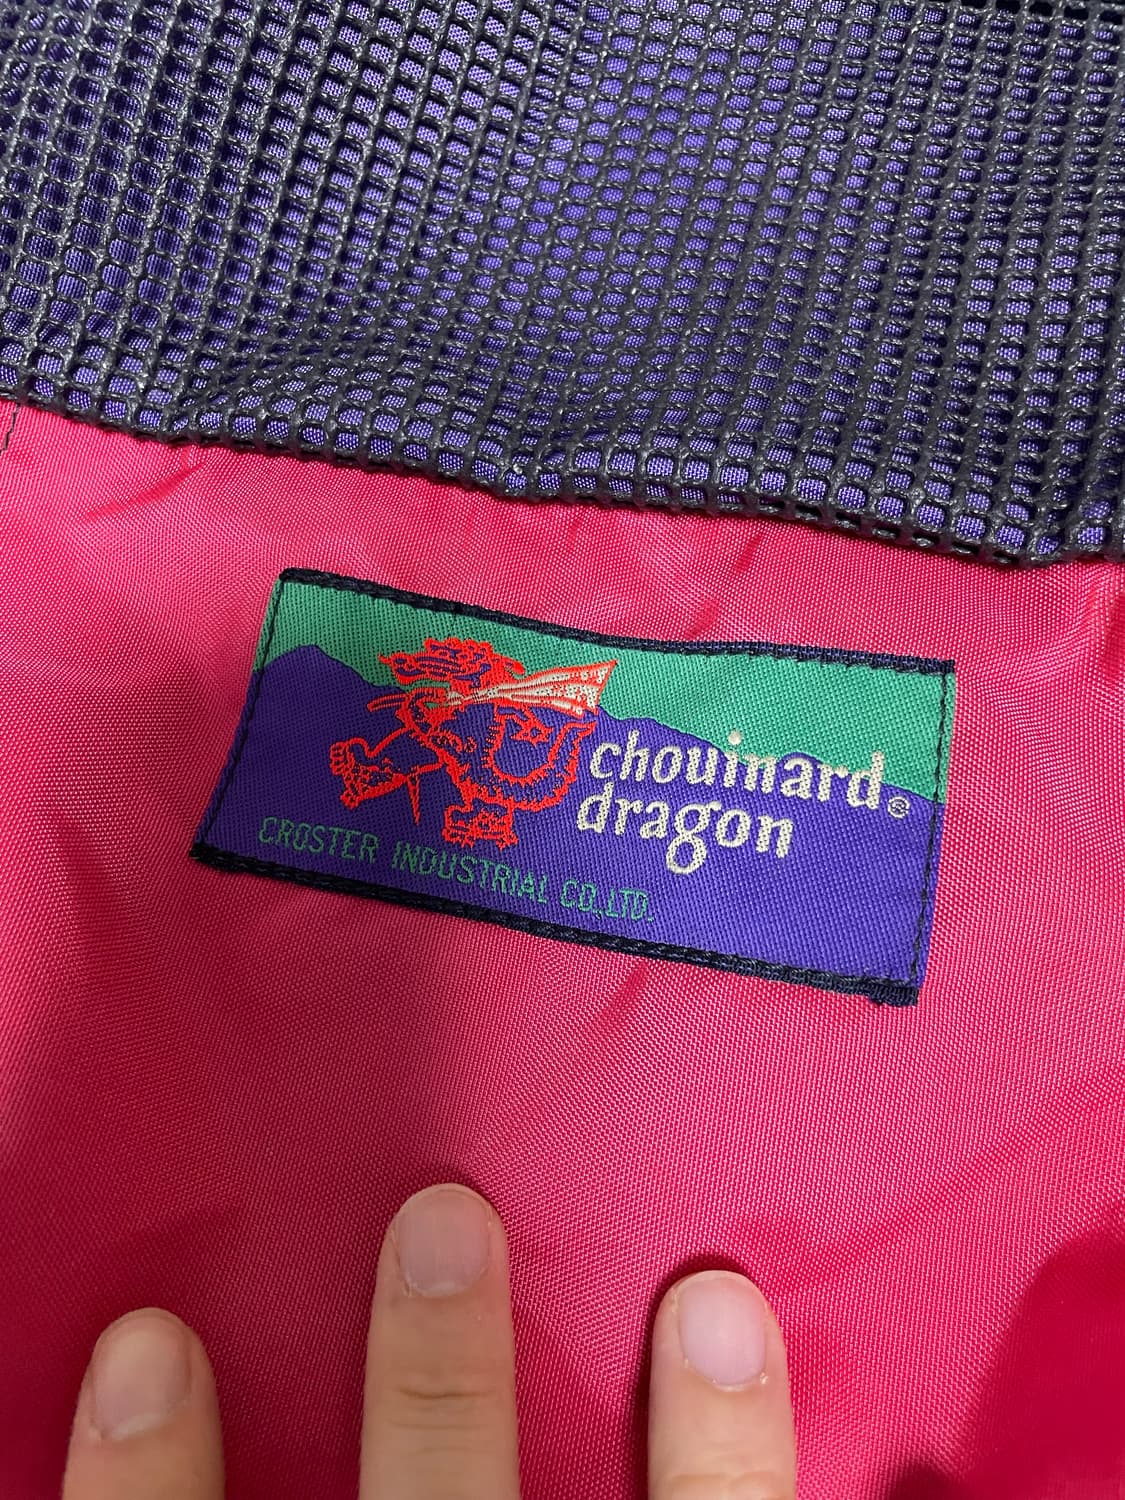 chouinard®
dragon
CROSTER INDUSTRIAL CO.,LTD.